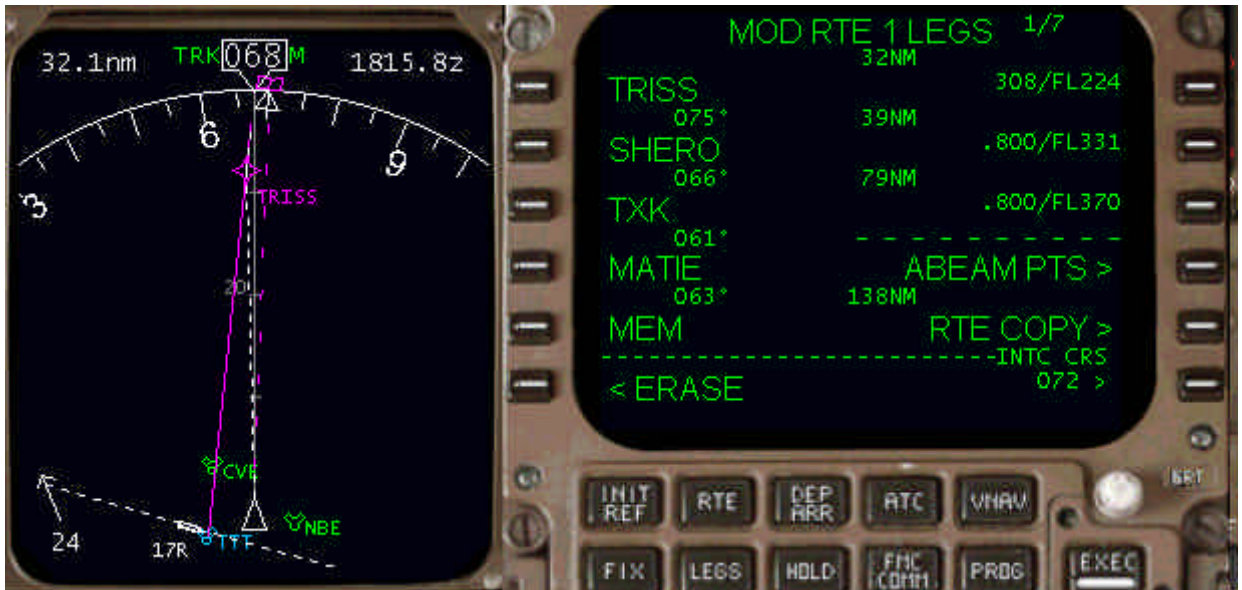 32.1nm TRK 068 M 1815.8z
3 6 9
TRISS
20
CVE
24 17R TTT NBE
MOD RTE 1 LEGS 1/7
32NM
TRISS 308/FL224
075° 39NM
SHERO .800/FL331
066° 79NM
TXK .800/FL370
061° - - - - - - - - - - -
MATIE ABEAM PTS >
063° 138NM
MEM RTE COPY >
--------------------------INTC CRS
< ERASE 072 >
BRT
INIT REF RTE DEP ARR ATC VNAV
FIX LEGS HOLD FMC COMM PROG EXEC